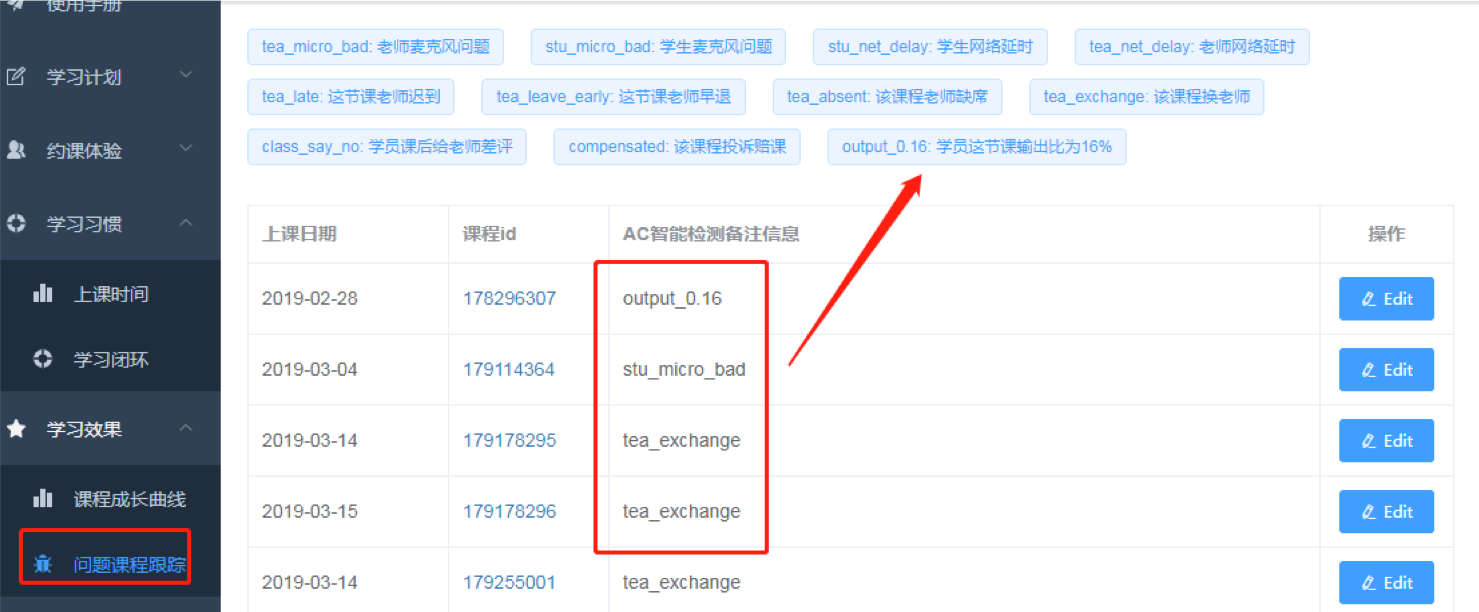 使用手册
学习计划
约课体验
学习习惯
上课时间
学习闭环
学习效果
课程成长曲线
问题课程跟踪
tea_micro_bad: 老师麦克风问题 stu_micro_bad: 学生麦克风问题 stu_net_delay: 学生网络延时 tea_net_delay: 老师网络延时
tea_late: 这节课老师迟到 tea_leave_early: 这节课老师早退 tea_absent: 该课程老师缺席 tea_exchange: 该课程换老师
class_say_no: 学员课后给老师差评 compensated: 该课程投诉赔课 output_0.16: 学员这节课输出比为16%
上课日期 课程id AC智能检测备注信息 操作
2019-02-28 178296307 output_0.16 Edit
2019-03-04 179114364 stu_micro_bad Edit
2019-03-14 179178295 tea_exchange Edit
2019-03-15 179178296 tea_exchange Edit
2019-03-14 179255001 tea_exchange Edit